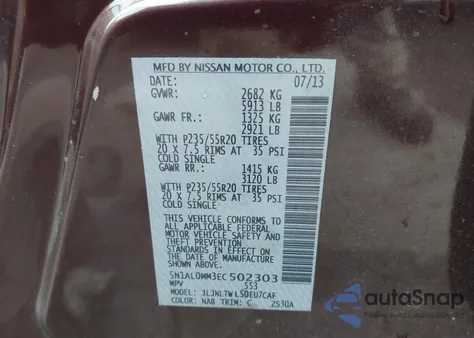 MFD BY NISSAN MOTOR CO., LTD.
DATE: 07/13
GVWR: 2682 KG
5913 LB
GAWR FR.: 1325 KG
2921 LB
WITH P235/55R20 TIRES
20 x 7.5 RIMS AT 35 PSI
COLD SINGLE
GAWR RR.: 1415 KG
3120 LB
WITH P235/55R20 TIRES
20 x 7.5 RIMS AT 35 PSI
COLD SINGLE
THIS VEHICLE CONFORMS TO
ALL APPLICABLE FEDERAL
MOTOR VEHICLE SAFETY AND
THEFT PREVENTION
STANDARDS IN EFFECT ON
THE DATE OF MANUFACTURE
SHOWN ABOVE.
5N1AL0MM3EC502303
MPV 553
MODEL: JLJNLTW L50EU7CAF
COLOR: NAB TRIM: C ZS30A
autoSnap